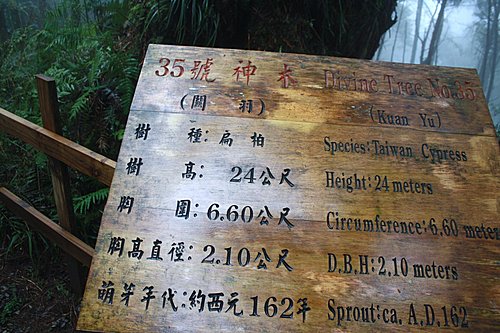 35號神木 Divine Tree No.35
(關羽) (Kuan Yu)
樹種:扁柏 Species:Taiwan Cypress
樹高: 24公尺 Height:24 meters
胸圍:6.60公尺 Circumference:6.60 meters
胸高直徑:2.10公尺 D.B.H:2.10 meters
萌芽年代:約西元162年 Sprout:ca. A.D.162